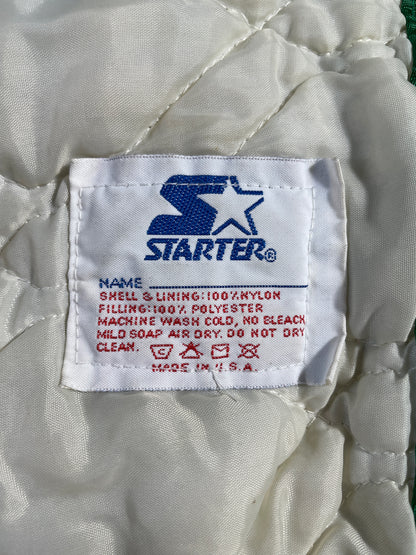 STARTER®
NAME
SHELL & LINING: 100% NYLON
FILLING: 100% POLYESTER
MACHINE WASH COLD, NO BLEACH
MILD SOAP AIR DRY. DO NOT DRY
CLEAN.
MADE IN U.S.A.